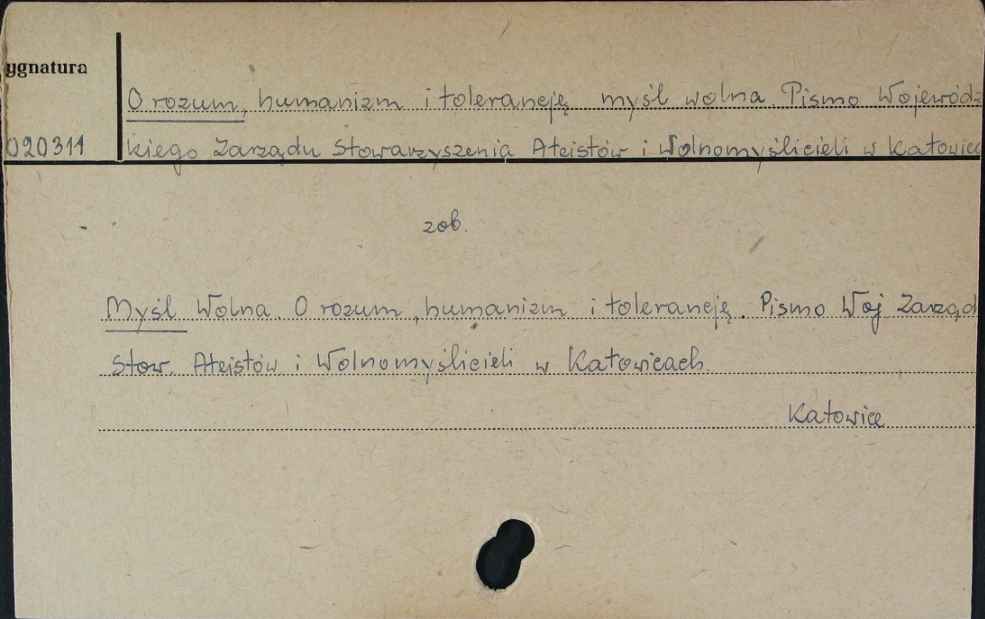 ygnatura
O rozum, humanizm i tolerancję myśl wolna. Pismo Wojewódz
020311
kiego Zarządu Stowarzyszenia Ateistów i Wolnomyślicieli w Katowice
zob.
Myśl Wolna. O rozum, humanizm i tolerancję. Pismo Woj Zarząd
Stow. Ateistów i Wolnomyślicieli w Katowicach
Katowice